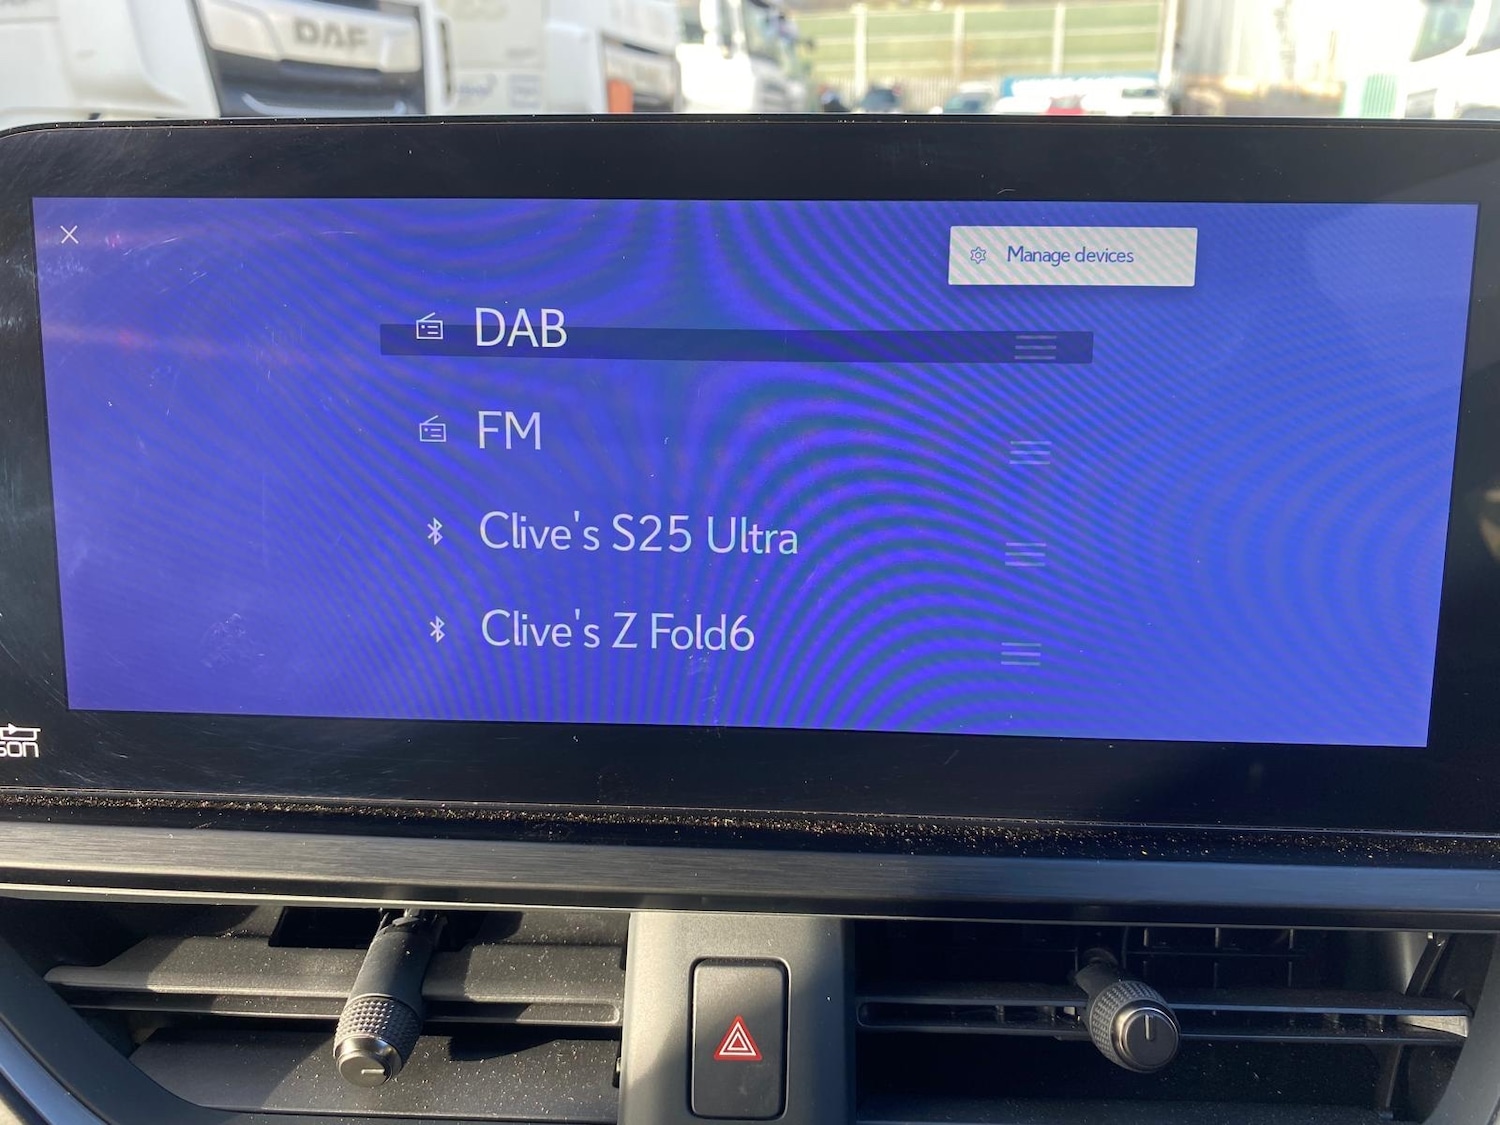 DAF
Manage devices
DAB
FM
Clive's S25 Ultra
Clive's Z Fold6